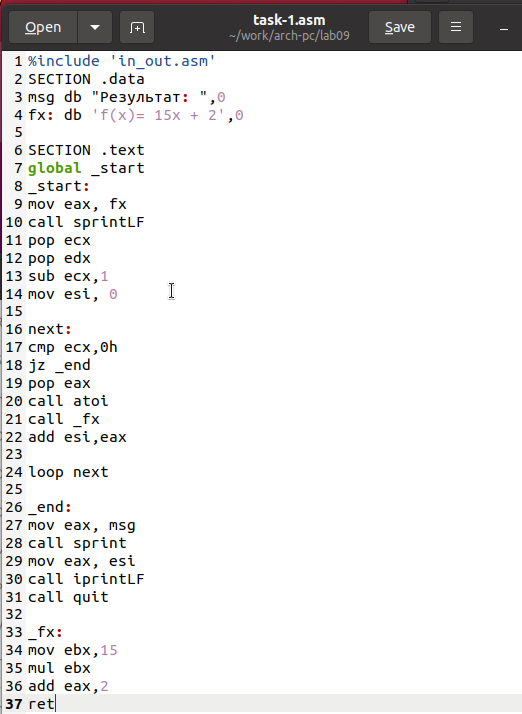 Open
task-1.asm
~/work/arch-pc/lab09
Save
1 %include 'in_out.asm'
2 SECTION .data
3 msg db "Результат: ",0
4 fx: db 'f(x)= 15x + 2',0
5
6 SECTION .text
7 global _start
8 _start:
9 mov eax, fx
10 call sprintLF
11 pop ecx
12 pop edx
13 sub ecx,1
14 mov esi, 0
15
16 next:
17 cmp ecx,0h
18 jz _end
19 pop eax
20 call atoi
21 call _fx
22 add esi,eax
23
24 loop next
25
26 _end:
27 mov eax, msg
28 call sprint
29 mov eax, esi
30 call iprintLF
31 call quit
32
33 _fx:
34 mov ebx,15
35 mul ebx
36 add eax,2
37 ret